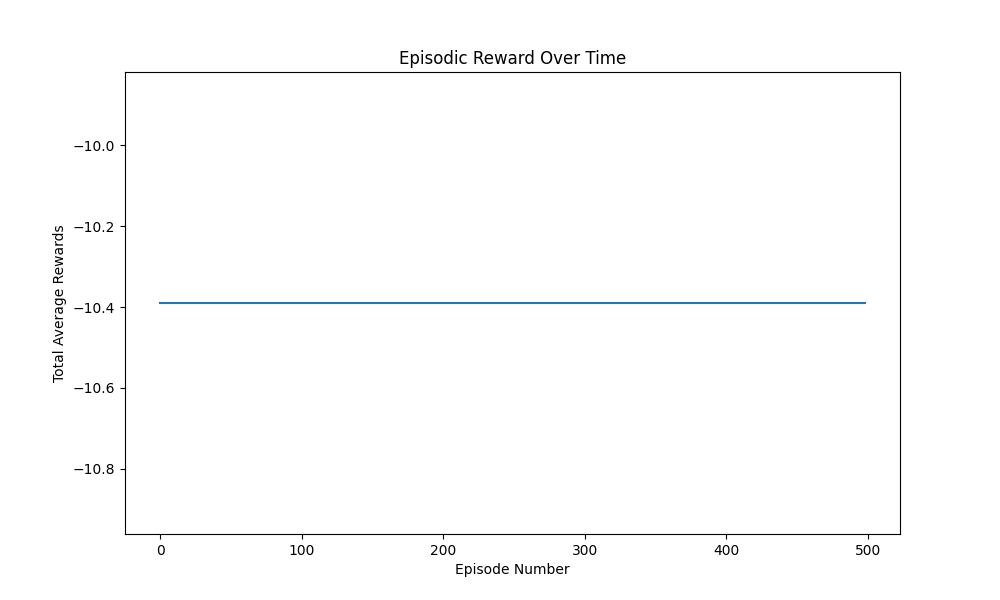 Episodic Reward Over Time
Total Average Rewards
−10.0
−10.2
−10.4
−10.6
−10.8
0 100 200 300 400 500
Episode Number